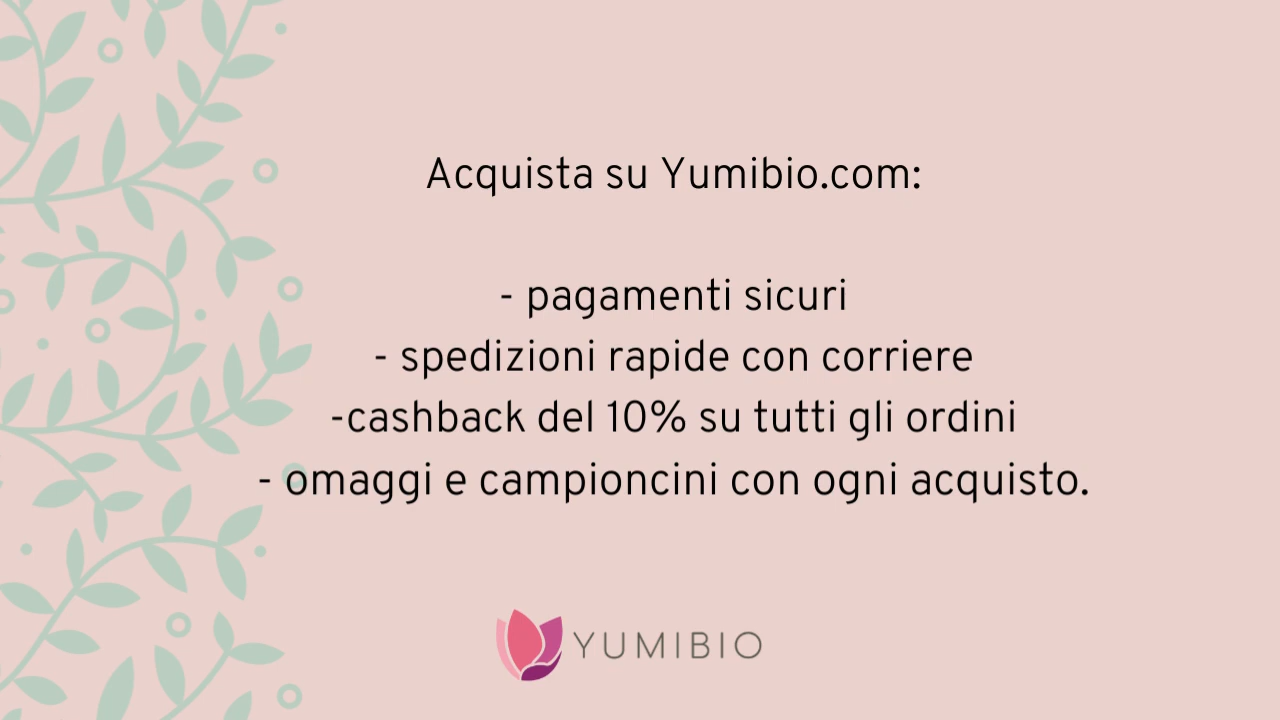 Acquista su Yumibio.com:
- pagamenti sicuri
- spedizioni rapide con corriere
-cashback del 10% su tutti gli ordini
- omaggi e campioncini con ogni acquisto.
YUMIBIO